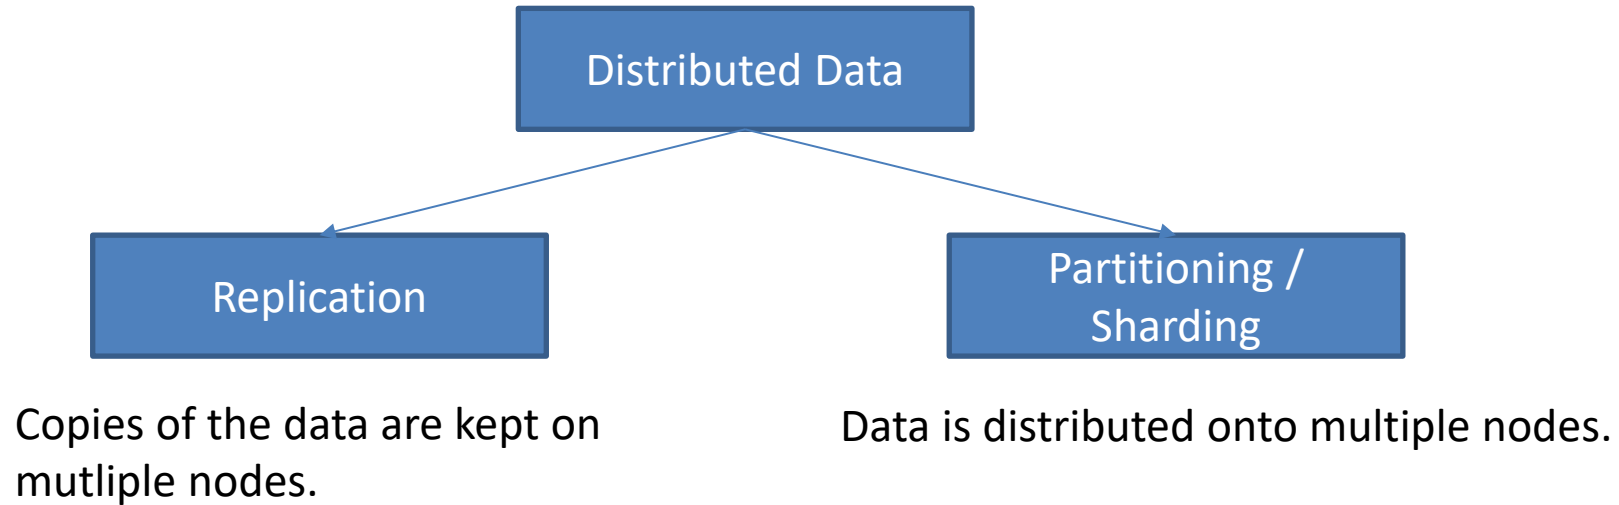 Distributed Data
Replication
Partitioning /
Sharding
Copies of the data are kept on
mutliple nodes.
Data is distributed onto multiple nodes.